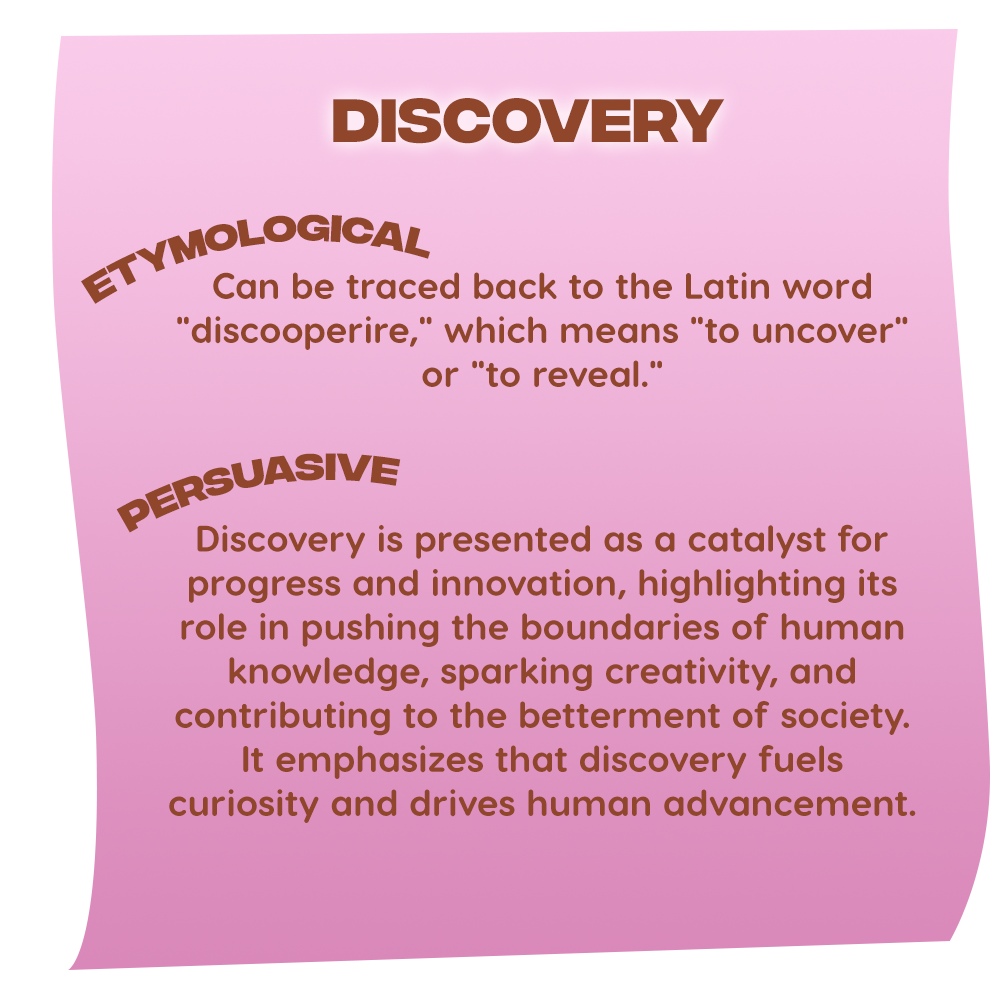 DISCOVERY
ETYMOLOGICAL
Can be traced back to the Latin word
"discooperire," which means "to uncover"
or "to reveal."
PERSUASIVE
Discovery is presented as a catalyst for
progress and innovation, highlighting its
role in pushing the boundaries of human
knowledge, sparking creativity, and
contributing to the betterment of society.
It emphasizes that discovery fuels
curiosity and drives human advancement.